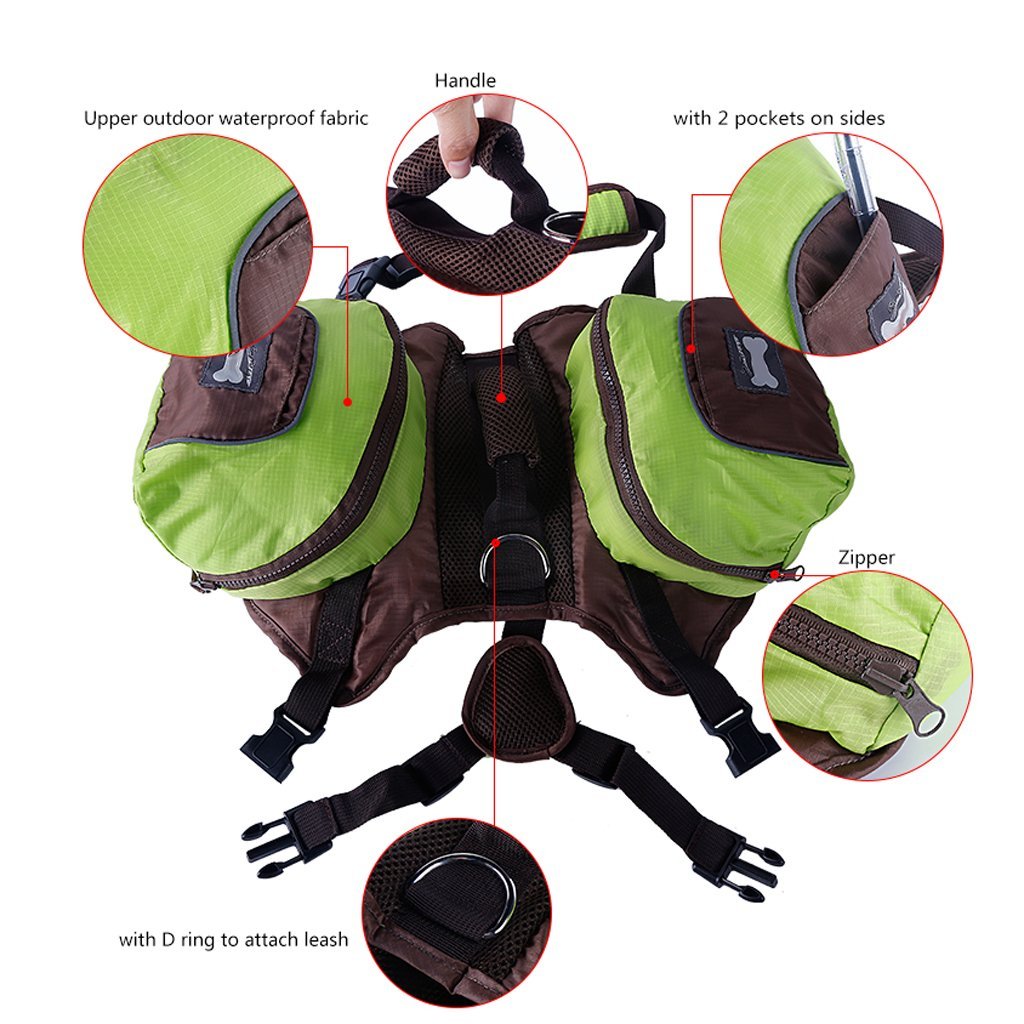 Handle
Upper outdoor waterproof fabric
with 2 pockets on sides
Zipper
with D ring to attach leash